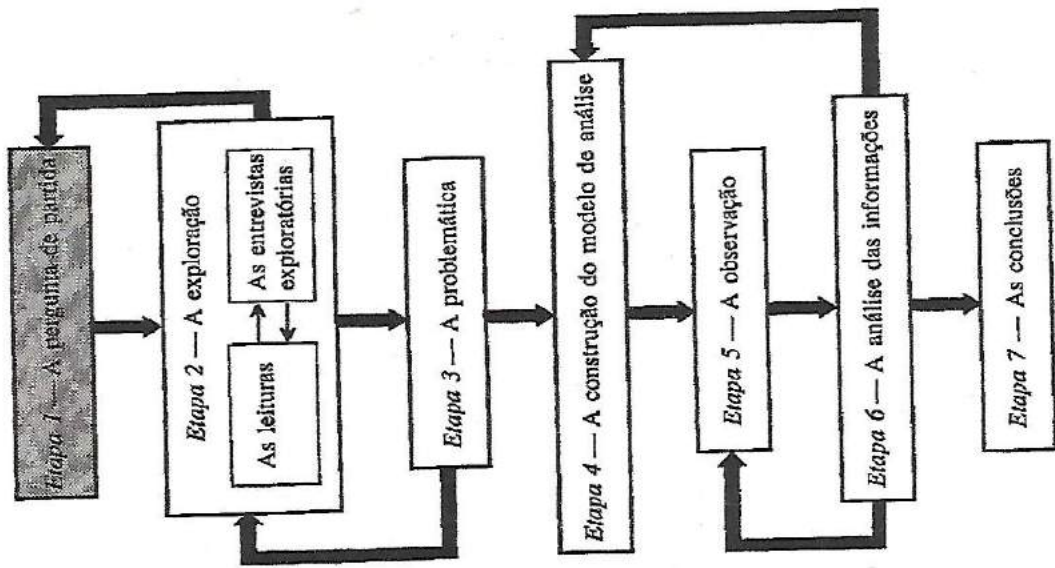 Etapa 1 — A pergunta de partida
Etapa 2 — A exploração
As leituras
As entrevistas
exploratórias
Etapa 3 — A problemática
Etapa 4 — A construção do modelo de análise
Etapa 5 — A observação
Etapa 6 — A análise das informações
Etapa 7 — As conclusões